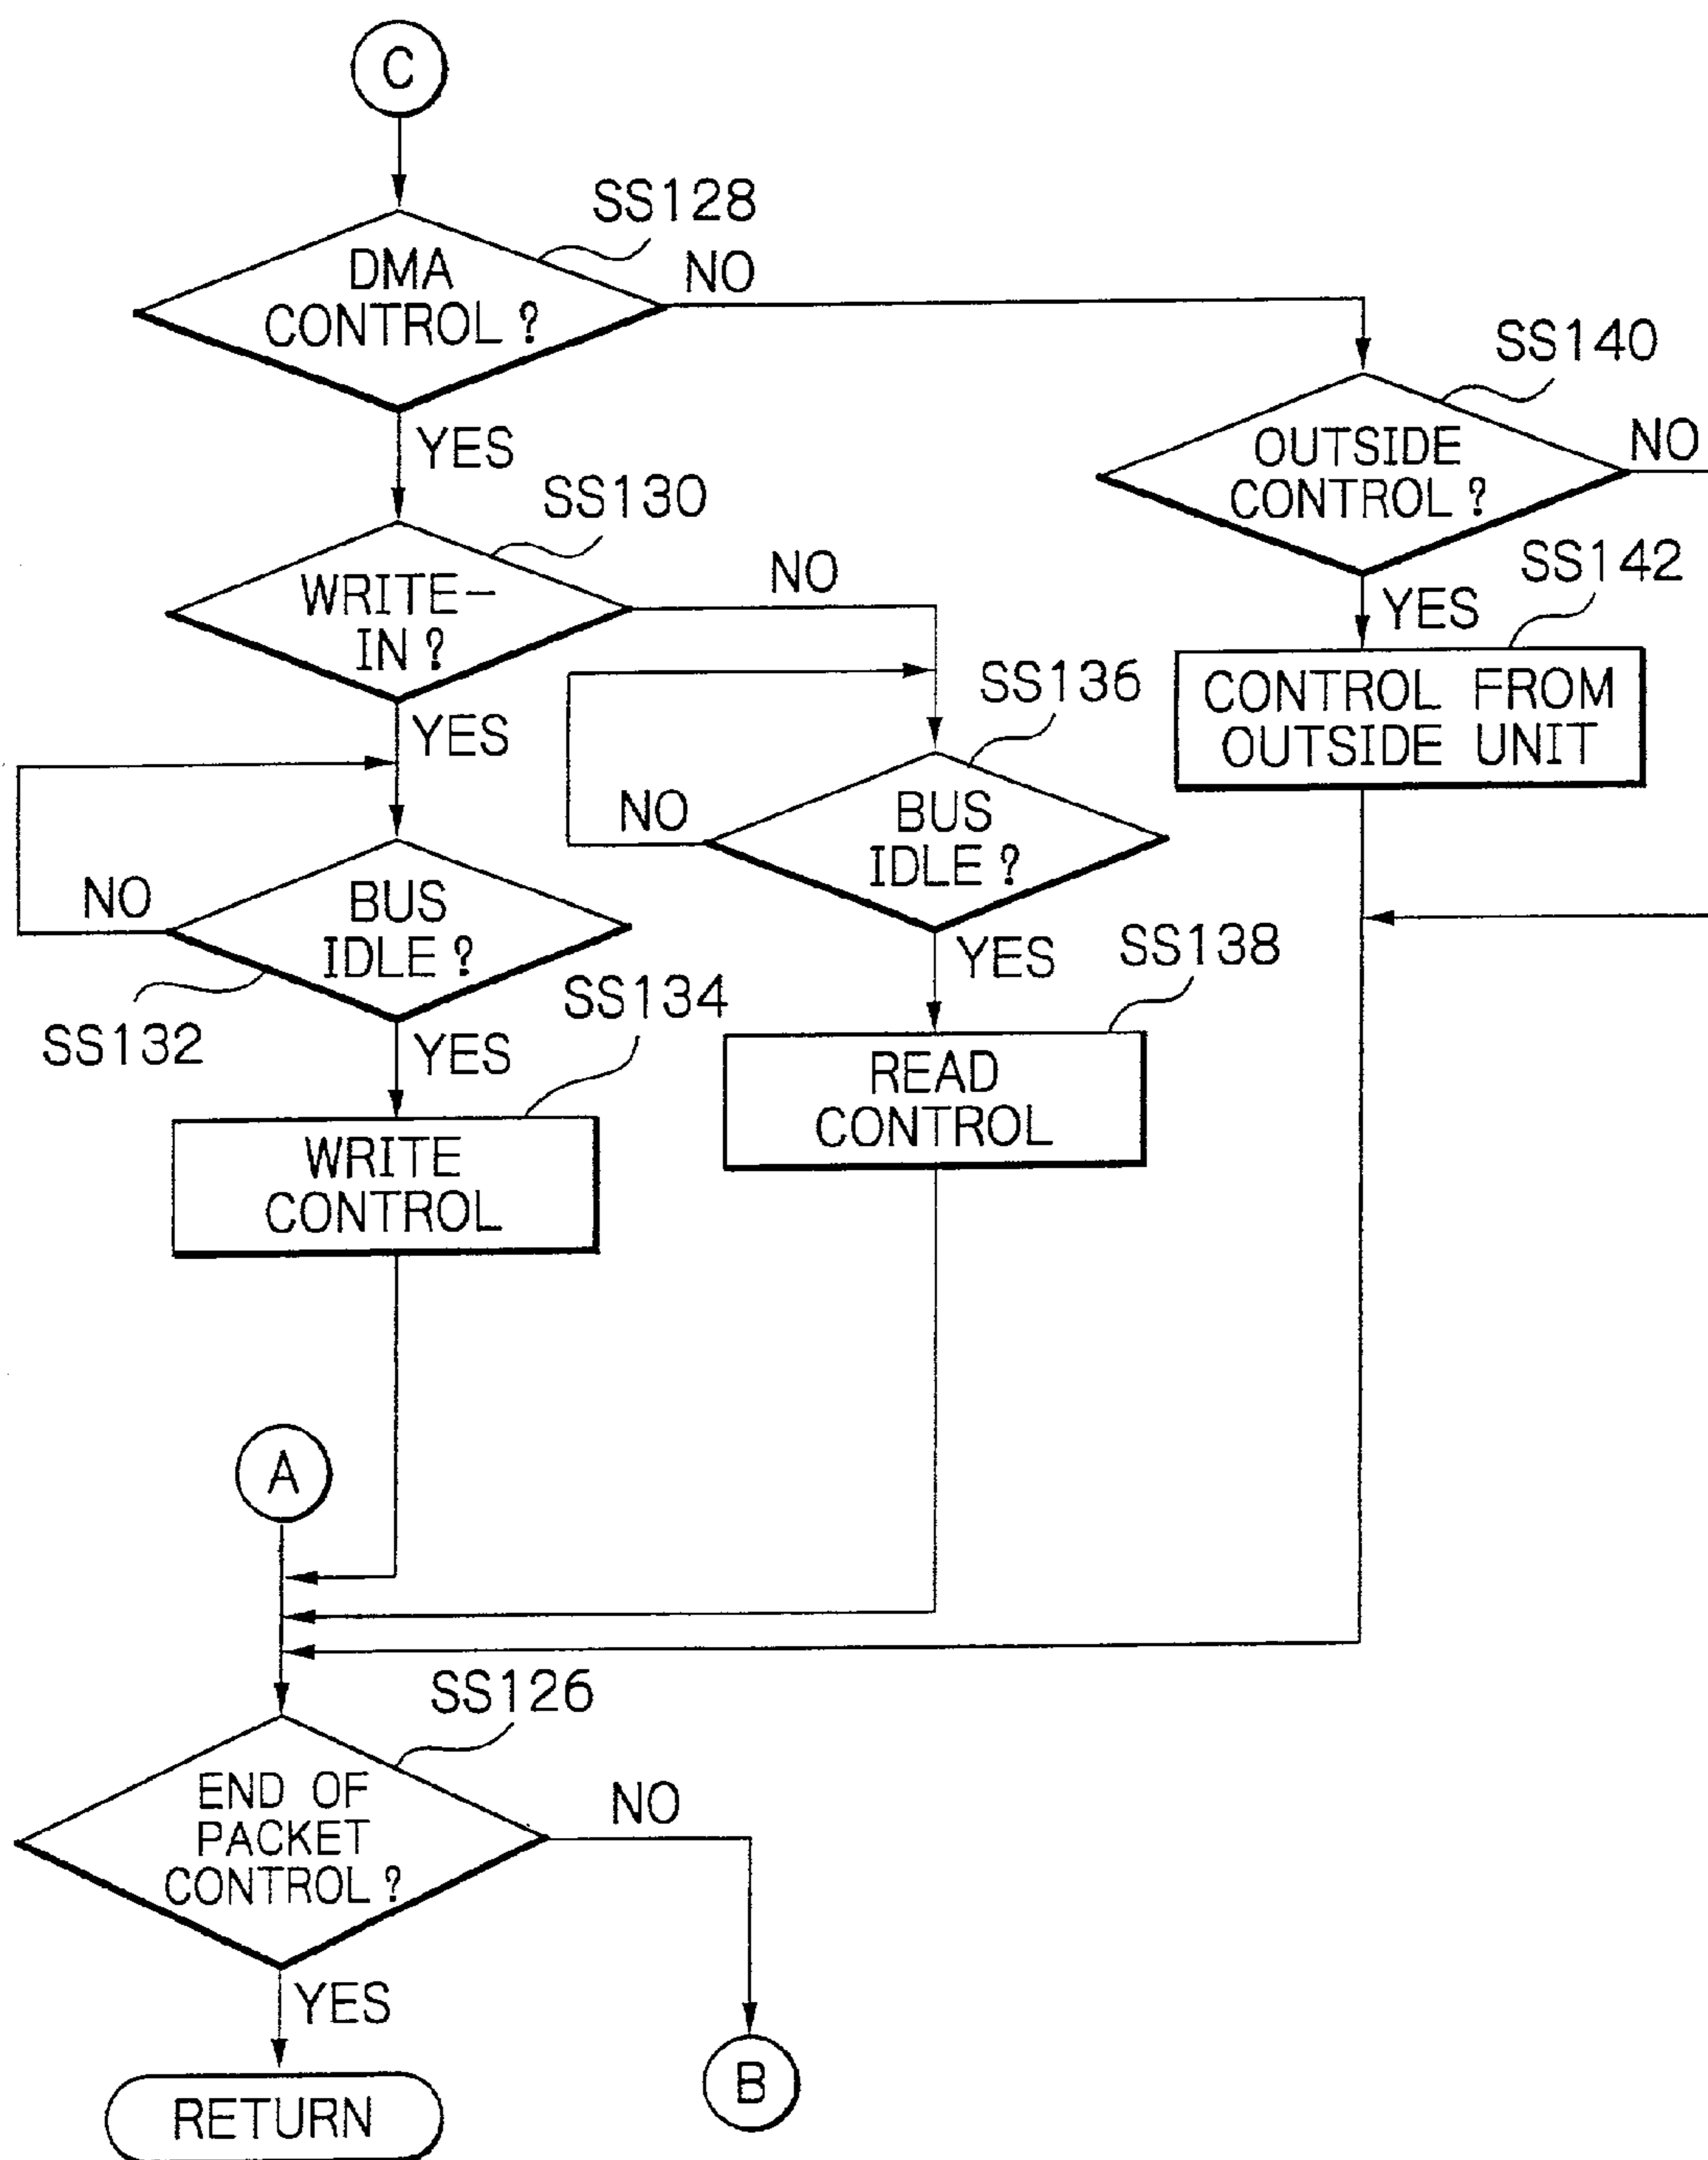 C
SS128
DMA
CONTROL?
NO
YES
SS140
OUTSIDE
CONTROL?
NO
SS130
WRITE-
IN?
NO
YES
SS142
YES
CONTROL FROM
OUTSIDE UNIT
SS136
BUS
IDLE?
NO
YES
BUS
IDLE?
NO
SS132
YES
SS134
WRITE
CONTROL
SS138
READ
CONTROL
A
SS126
END OF
PACKET
CONTROL?
NO
YES
RETURN
B